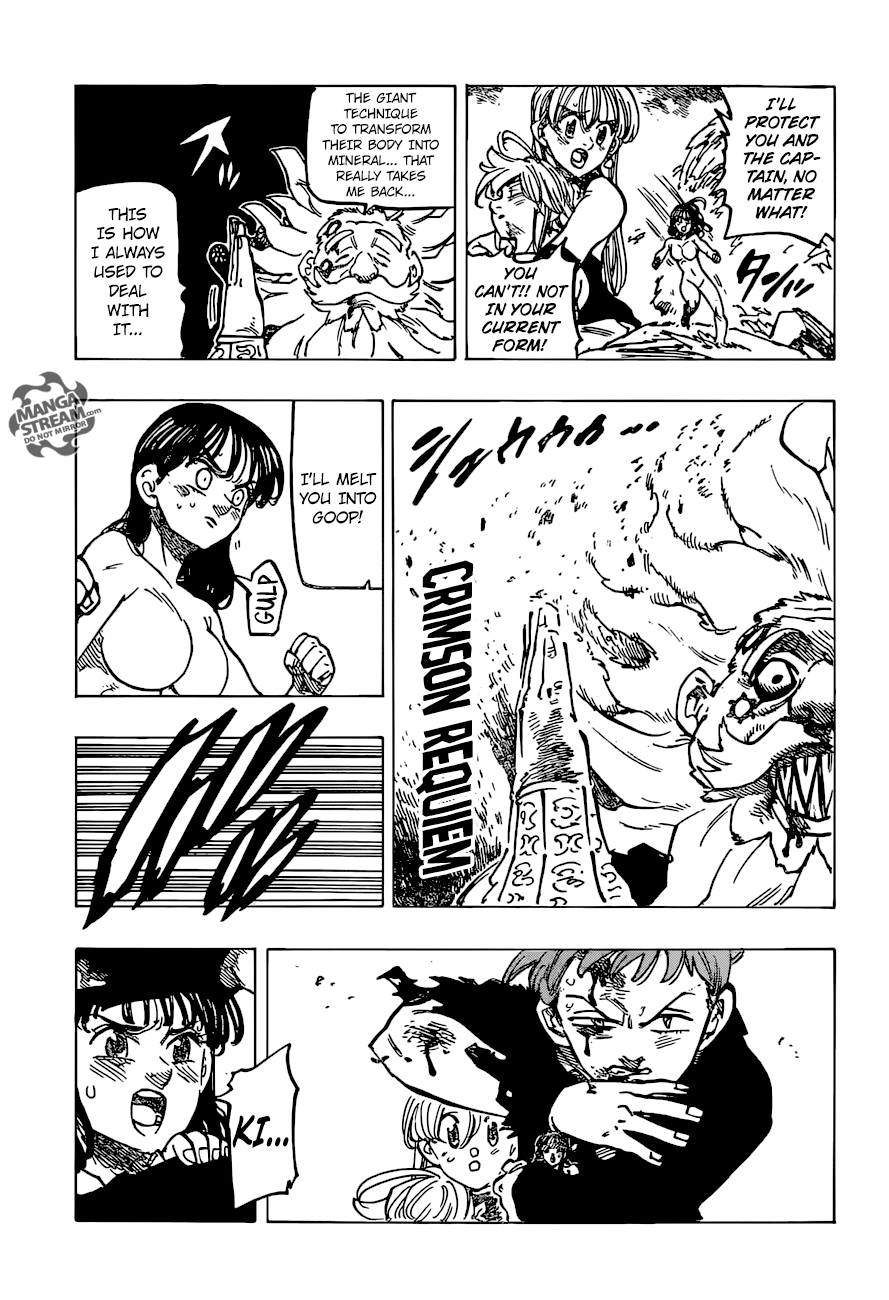 I'LL
PROTECT
YOU AND
THE CAP-
TAIN, NO
MATTER
WHAT!
YOU
CAN'T!! NOT
IN YOUR
CURRENT
FORM!
THE GIANT
TECHNIQUE
TO TRANSFORM
THEIR BODY INTO
MINERAL... THAT
REALLY TAKES
ME BACK...
THIS
IS HOW
I ALWAYS
USED TO
DEAL
WITH
IT...
CRIMSON REQUIEM
I'LL MELT
YOU INTO
GOOP!
GULP
MANGA
STREAM.com
DO NOT MIRROR
KI...